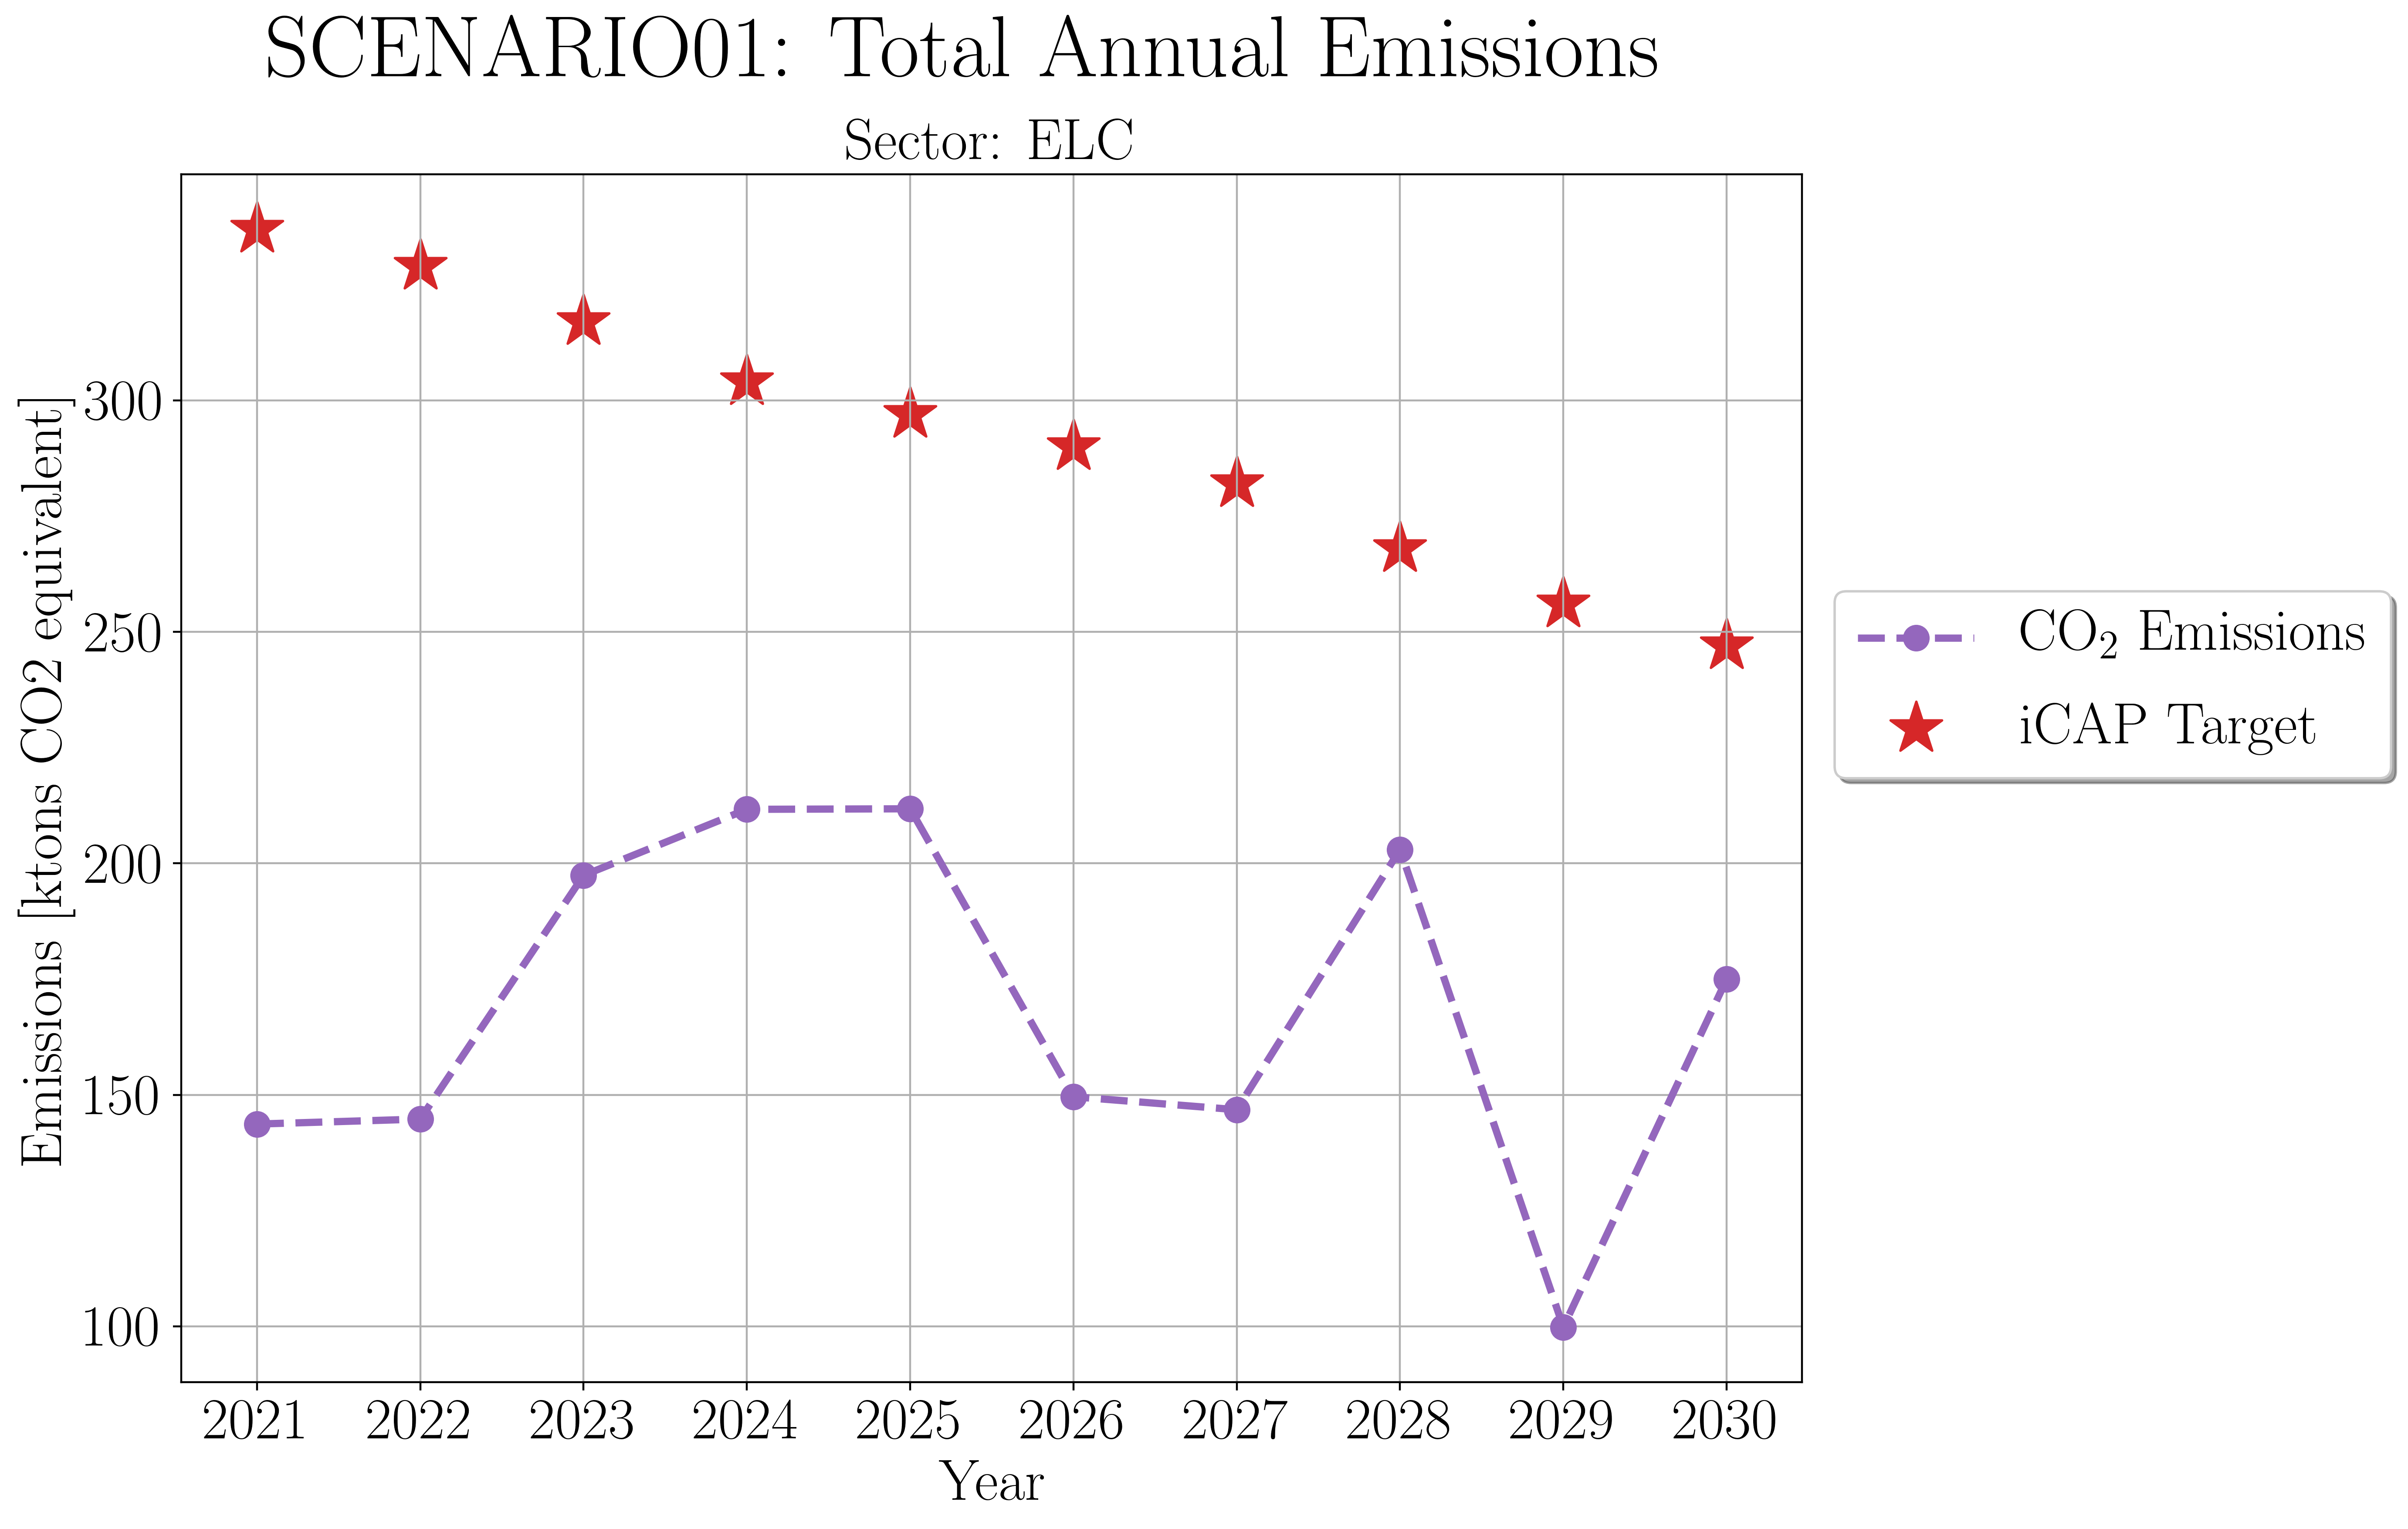 SCENARIO01: Total Annual Emissions
Sector: ELC
Emissions [ktons CO2 equivalent]
300
250
200
150
100
2021 2022 2023 2024 2025 2026 2027 2028 2029 2030
Year
CO₂ Emissions
iCAP Target